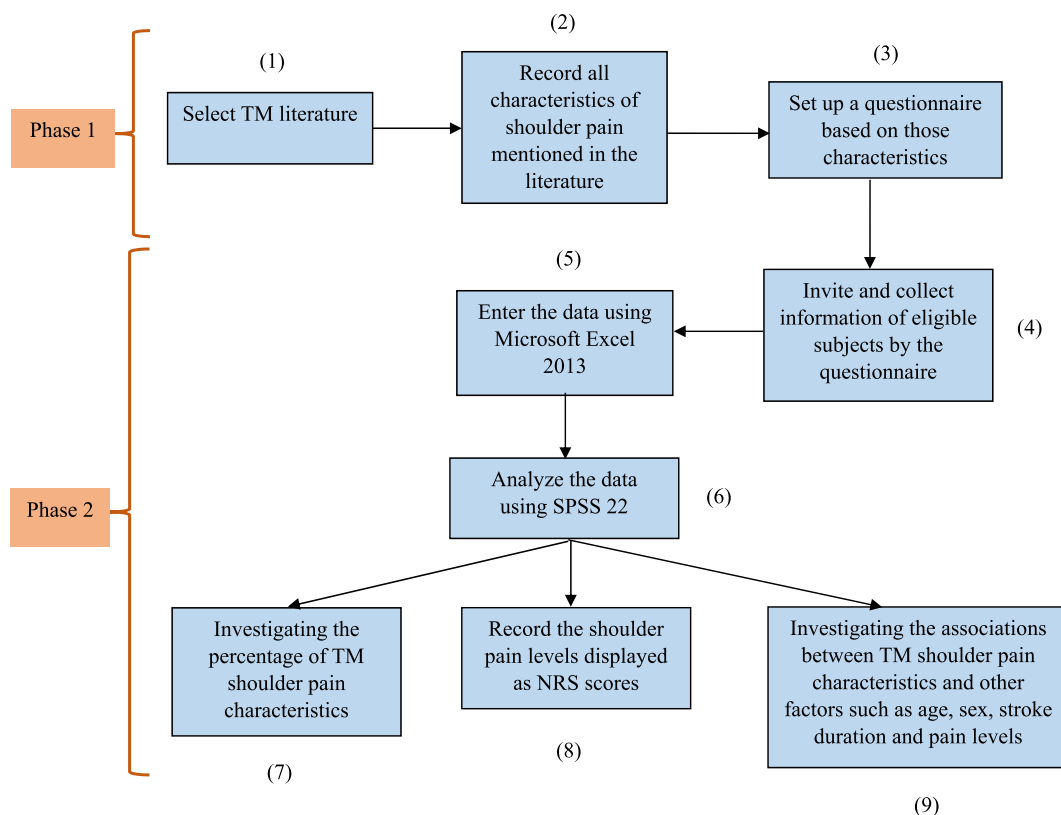 Phase 1
(1)
Select TM literature
(2)
Record all
characteristics of
shoulder pain
mentioned in the
literature
(3)
Set up a questionnaire
based on those
characteristics
Phase 2
(4)
Invite and collect
information of eligible
subjects by the
questionnaire
(5)
Enter the data using
Microsoft Excel
2013
Analyze the data
using SPSS 22
(6)
Investigating the
percentage of TM
shoulder pain
characteristics
(7)
Record the shoulder
pain levels displayed
as NRS scores
(8)
Investigating the associations
between TM shoulder pain
characteristics and other
factors such as age, sex, stroke
duration and pain levels
(9)